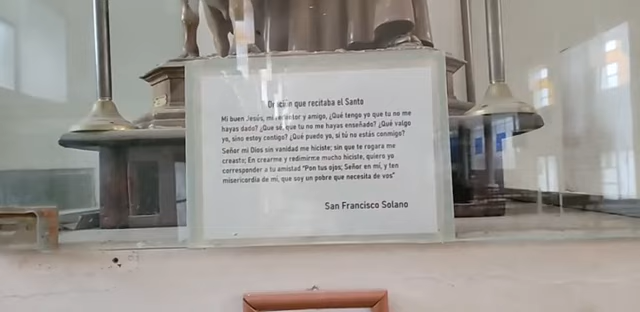 Oración que recitaba el Santo
Mi buen Jesús, mi redentor y amigo, ¿Qué tengo yo que tu no me
hayas dado? ¿Que sé que tu no me hayas enseñado? ¿Qué valgo
yo, sino estoy contigo? ¿Qué puedo yo, si tú no estás conmigo?
Señor mi Dios sin vanidad me hiciste; sin que te rogara me
creaste; En crearme y redimirme mucho hiciste, quiero yo
corresponder a tu amistad "Pon tus ojos; Señor en mí, y ten
misericordia de mí, que soy un pobre que necesita de vos"
San Francisco Solano